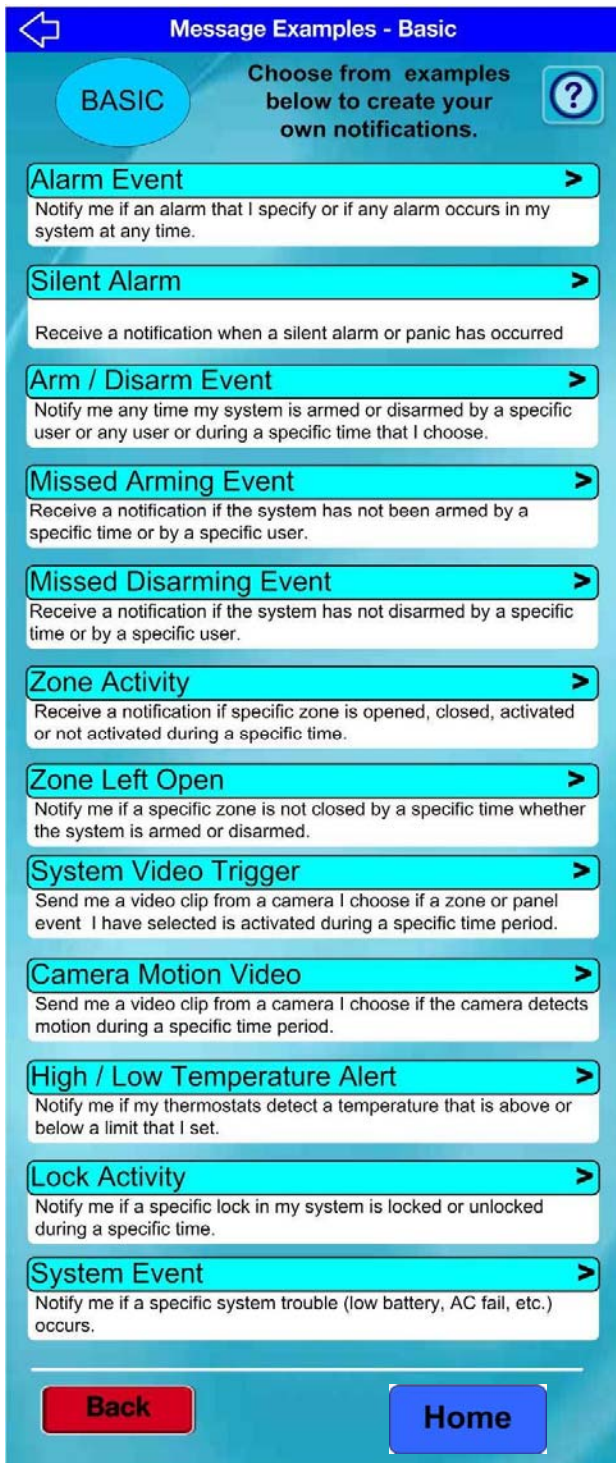 Message Examples - Basic
BASIC
Choose from examples
below to create your
own notifications.
?
Alarm Event >
Notify me if an alarm that I specify or if any alarm occurs in my
system at any time.
Silent Alarm >
Receive a notification when a silent alarm or panic has occurred
Arm / Disarm Event >
Notify me any time my system is armed or disarmed by a specific
user or any user or during a specific time that I choose.
Missed Arming Event >
Receive a notification if the system has not been armed by a
specific time or by a specific user.
Missed Disarming Event >
Receive a notification if the system has not disarmed by a specific
time or by a specific user.
Zone Activity >
Receive a notification if specific zone is opened, closed, activated
or not activated during a specific time.
Zone Left Open >
Notify me if a specific zone is not closed by a specific time whether
the system is armed or disarmed.
System Video Trigger >
Send me a video clip from a camera I choose if a zone or panel
event I have selected is activated during a specific time period.
Camera Motion Video >
Send me a video clip from a camera I choose if the camera detects
motion during a specific time period.
High / Low Temperature Alert >
Notify me if my thermostats detect a temperature that is above or
below a limit that I set.
Lock Activity >
Notify me if a specific lock in my system is locked or unlocked
during a specific time.
System Event >
Notify me if a specific system trouble (low battery, AC fail, etc.)
occurs.
Back
Home